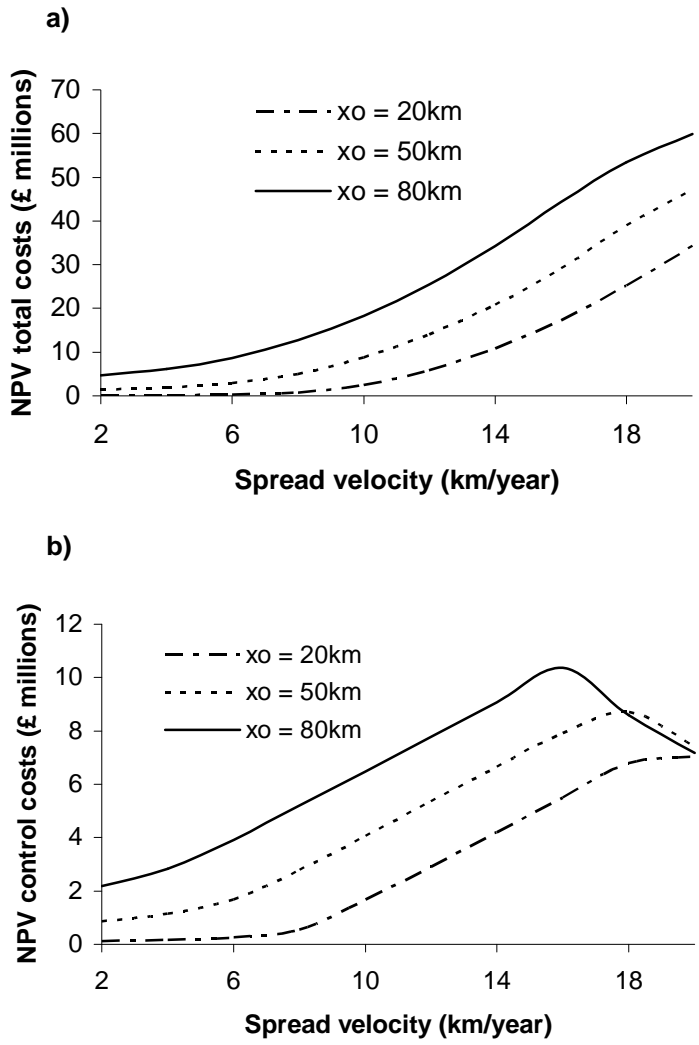 a)
NPV total costs (£ millions)
70
60
50
40
30
20
10
0
xo = 20km
xo = 50km
xo = 80km
2 6 10 14 18
Spread velocity (km/year)
b)
NPV control costs (£ millions)
12
10
8
6
4
2
0
xo = 20km
xo = 50km
xo = 80km
2 6 10 14 18
Spread velocity (km/year)